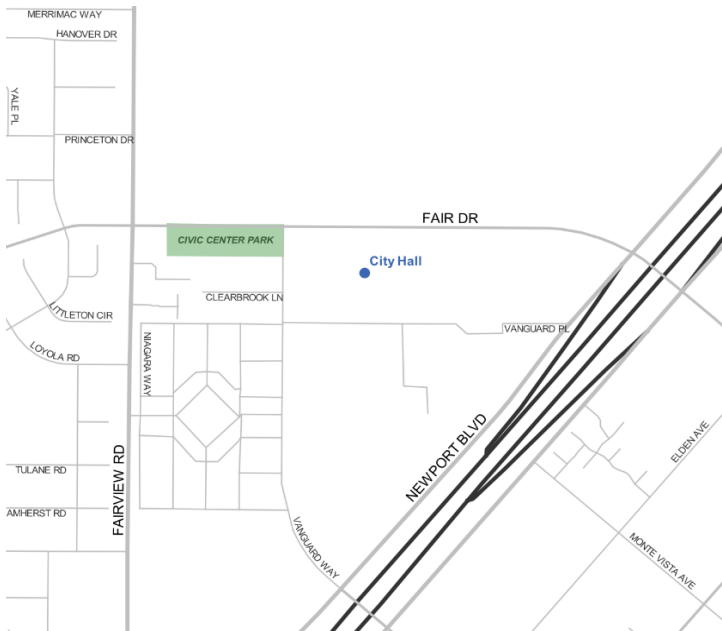 MERRIMAC WAY
HANOVER DR
YALE PL
PRINCETON DR
FAIR DR
CIVIC CENTER PARK
City Hall
CLEARBROOK LN
LITTLETON CIR
VANGUARD PL
NIAGARA WAY
LOYOLA RD
NEWPORT BLVD
ELDEN AVE
FAIRVIEW RD
TULANE RD
AMHERST RD
VANGUARD WAY
MONTE VISTA AVE